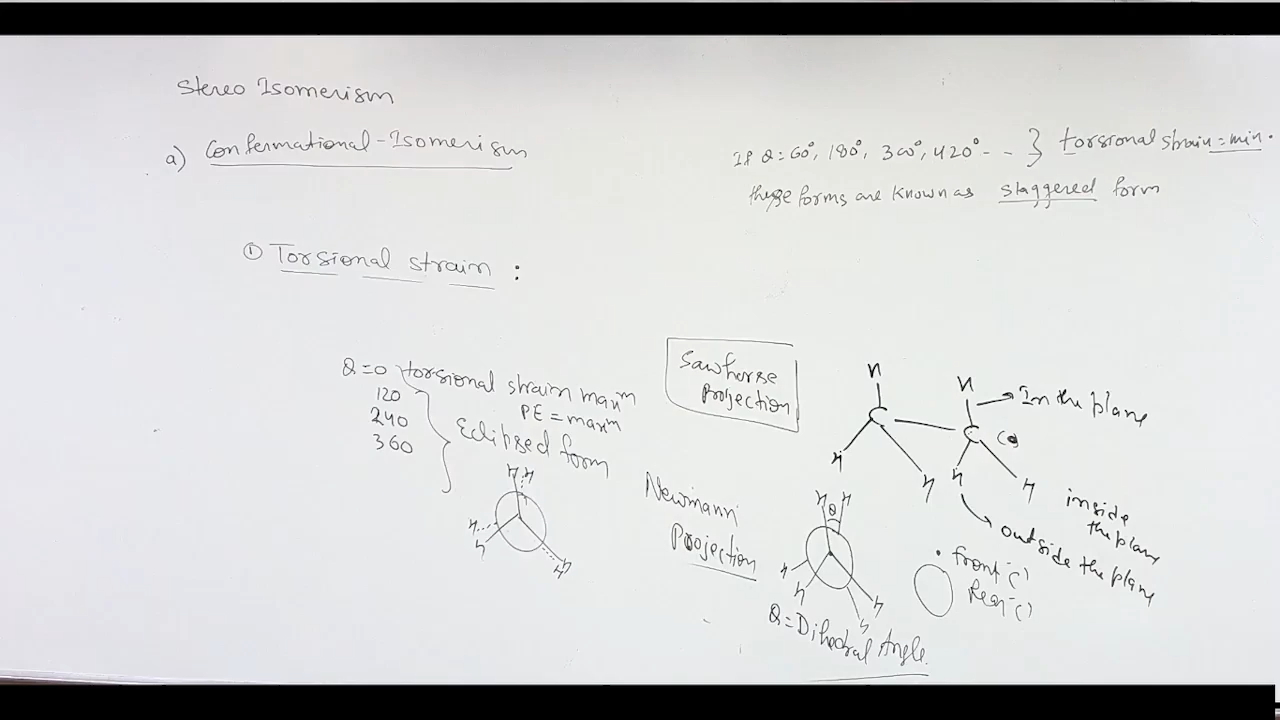 Stereo Isomerism
a) Confermational-Isomerism
If Q = 60°, 180°, 300°, 420° - - } torsional strain = min.
these forms are known as staggered form
① Torsional strain :
Q = 0 torsional strain maxm
120 PE = maxm
240 Eclipsed form
360
H H
H
H
H
H
Sawhorse
Projection
H H
C C (
In the plane
H H H H
inside
the plane
outside the plane
Newmann
Projection
H H
Q
H
H
H
H
Front (C)
Rear (C)
Q = Dihedral Angle.